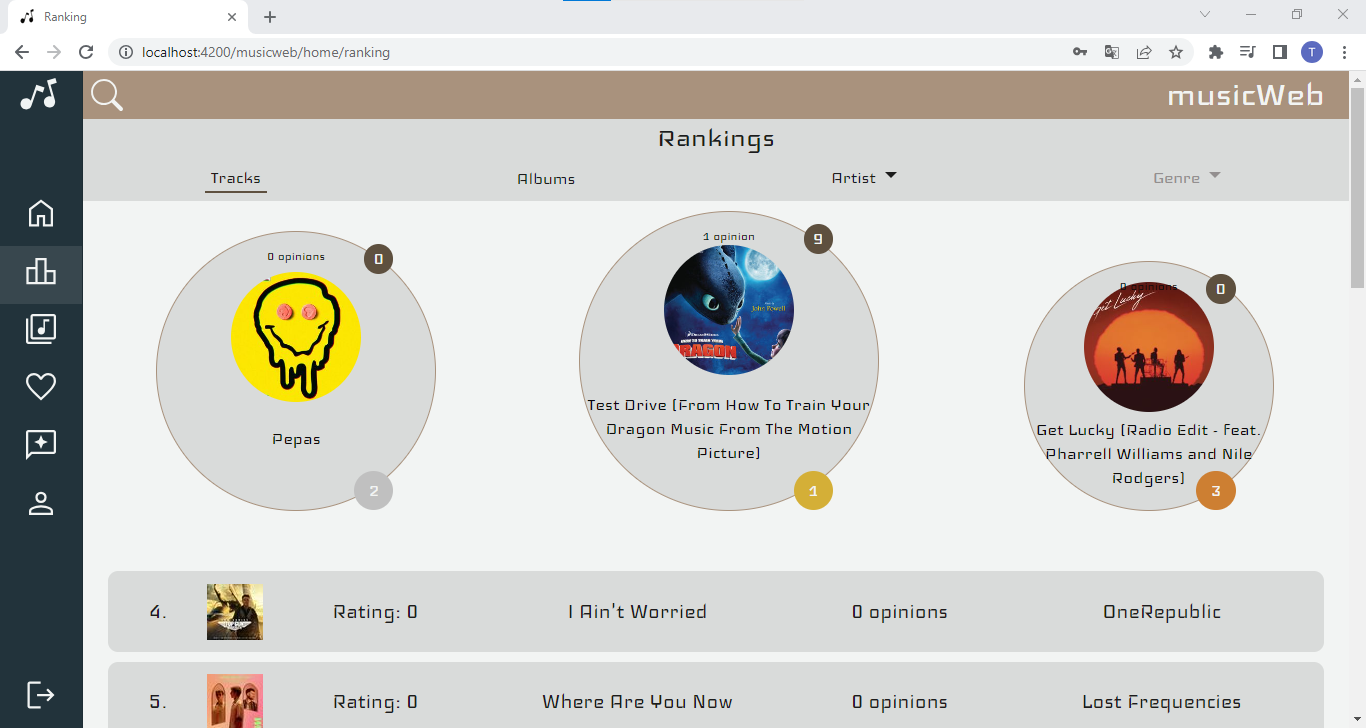 Ranking
localhost:4200/musicweb/home/ranking
T
musicWeb
Rankings
Tracks
Albums
Artist
Genre
0 opinions
0
Pepas
2
1 opinion
9
John Powell
DRAGON
Test Drive (From How To Train Your
Dragon Music From The Motion
Picture)
1
0 opinions
0
Get Lucky
Get Lucky (Radio Edit - feat.
Pharrell Williams and Nile
Rodgers)
3
4.
Rating: 0
I Ain't Worried
0 opinions
OneRepublic
5.
Rating: 0
Where Are You Now
0 opinions
Lost Frequencies